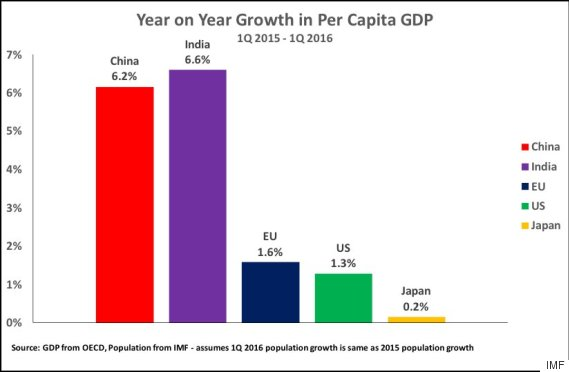 Year on Year Growth in Per Capita GDP
1Q 2015 - 1Q 2016
7%
6%
5%
4%
3%
2%
1%
0%
China
6.2%
India
6.6%
EU
1.6%
US
1.3%
Japan
0.2%
China
India
EU
US
Japan
Source: GDP from OECD, Population from IMF - assumes 1Q 2016 population growth is same as 2015 population growth
IMF